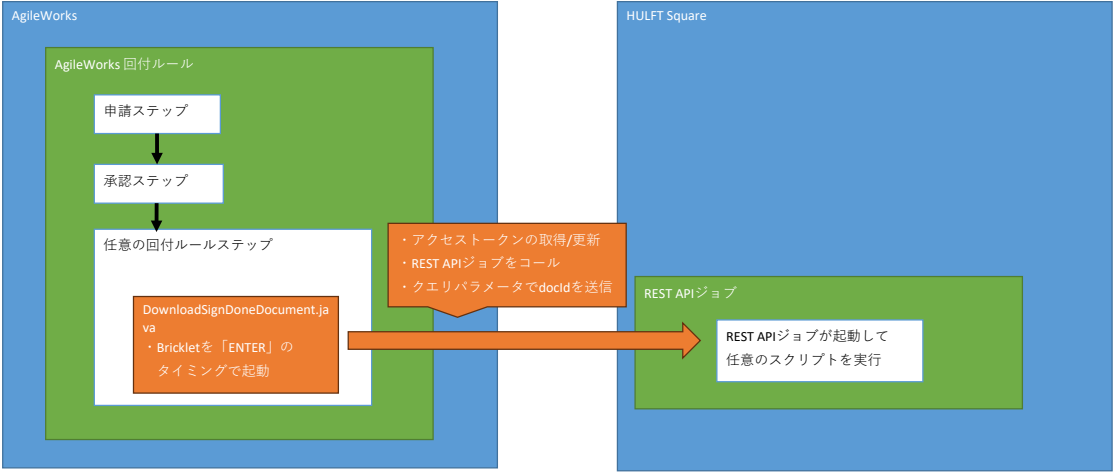 AgileWorks
AgileWorks 回付ルール
申請ステップ
承認ステップ
任意の回付ルールステップ
DownloadSignDoneDocument.ja
va
・Brickletを「ENTER」の
タイミングで起動
・アクセストークンの取得/更新
・REST APIジョブをコール
・クエリパラメータでdocIdを送信
HULFT Square
REST APIジョブ
REST APIジョブが起動して
任意のスクリプトを実行